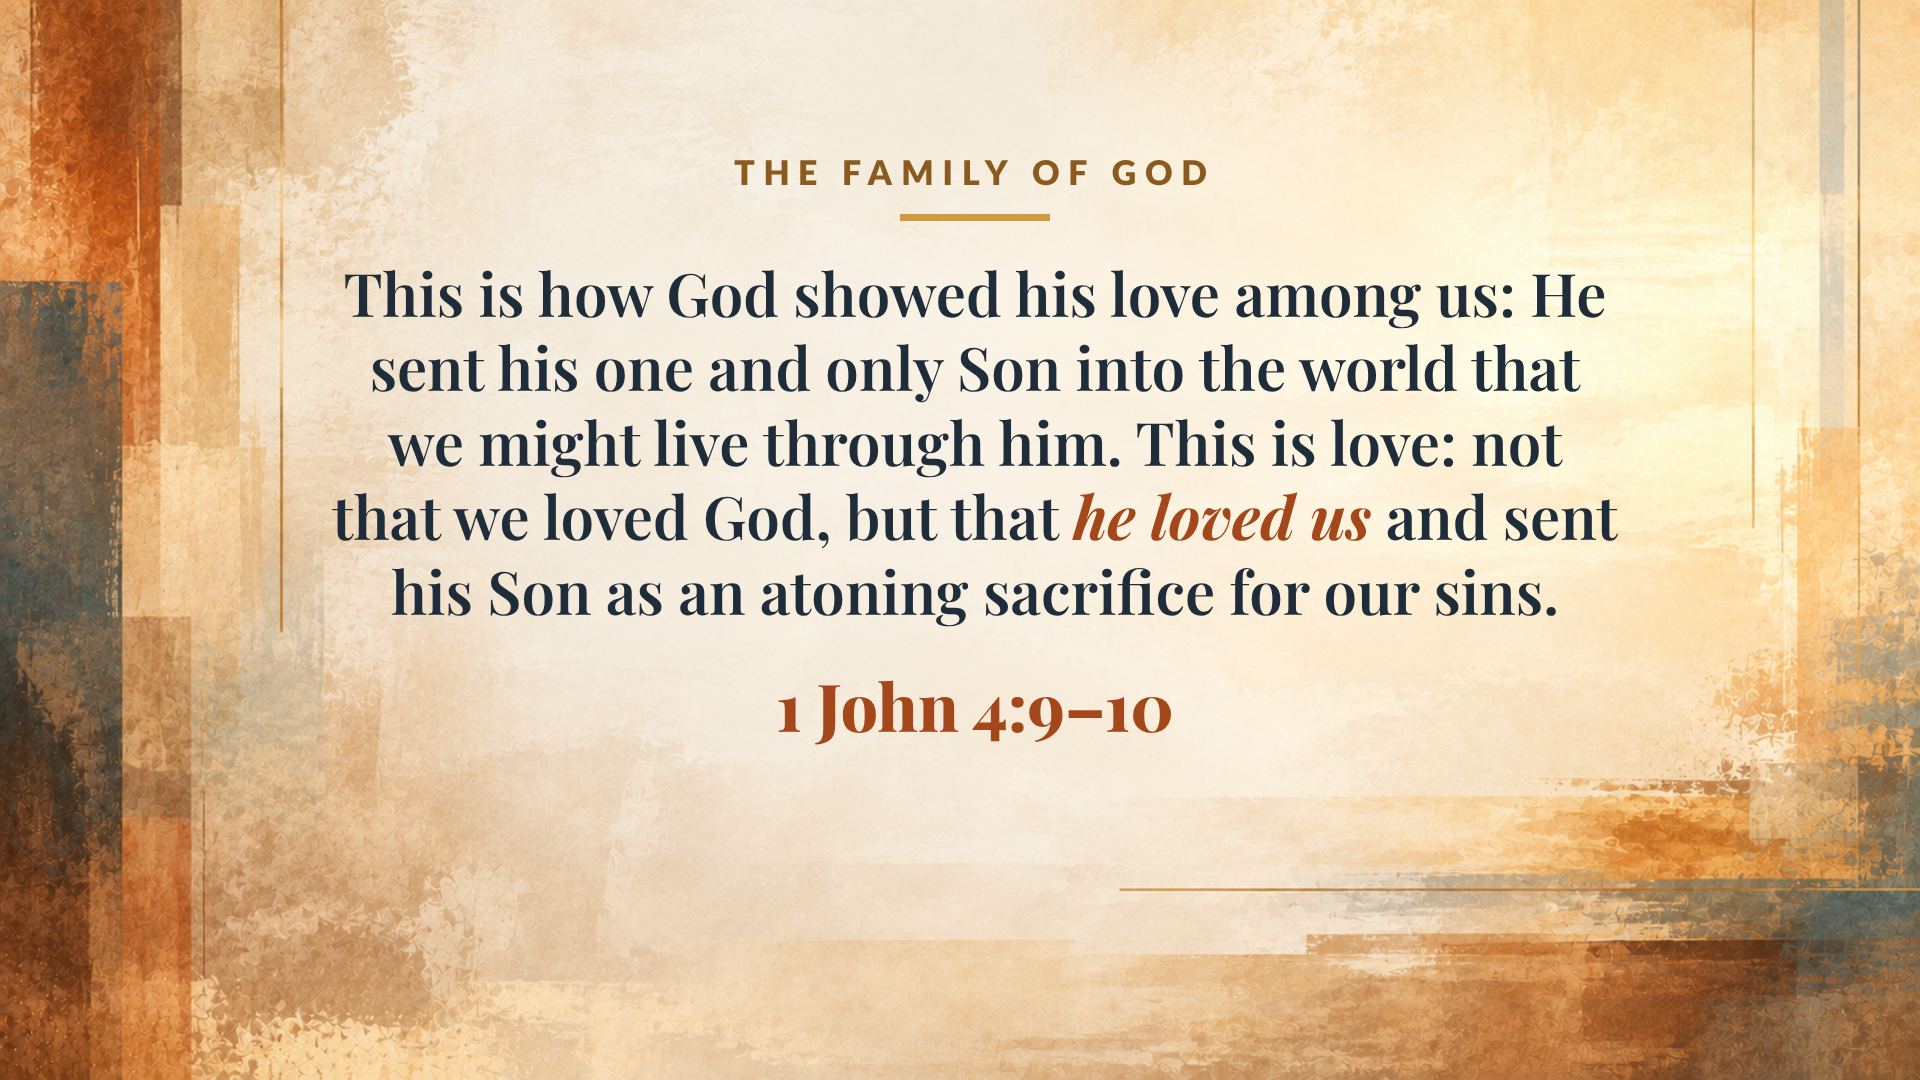 THE FAMILY OF GOD
This is how God showed his love among us: He
sent his one and only Son into the world that
we might live through him. This is love: not
that we loved God, but that he loved us and sent
his Son as an atoning sacrifice for our sins.
1 John 4:9–10